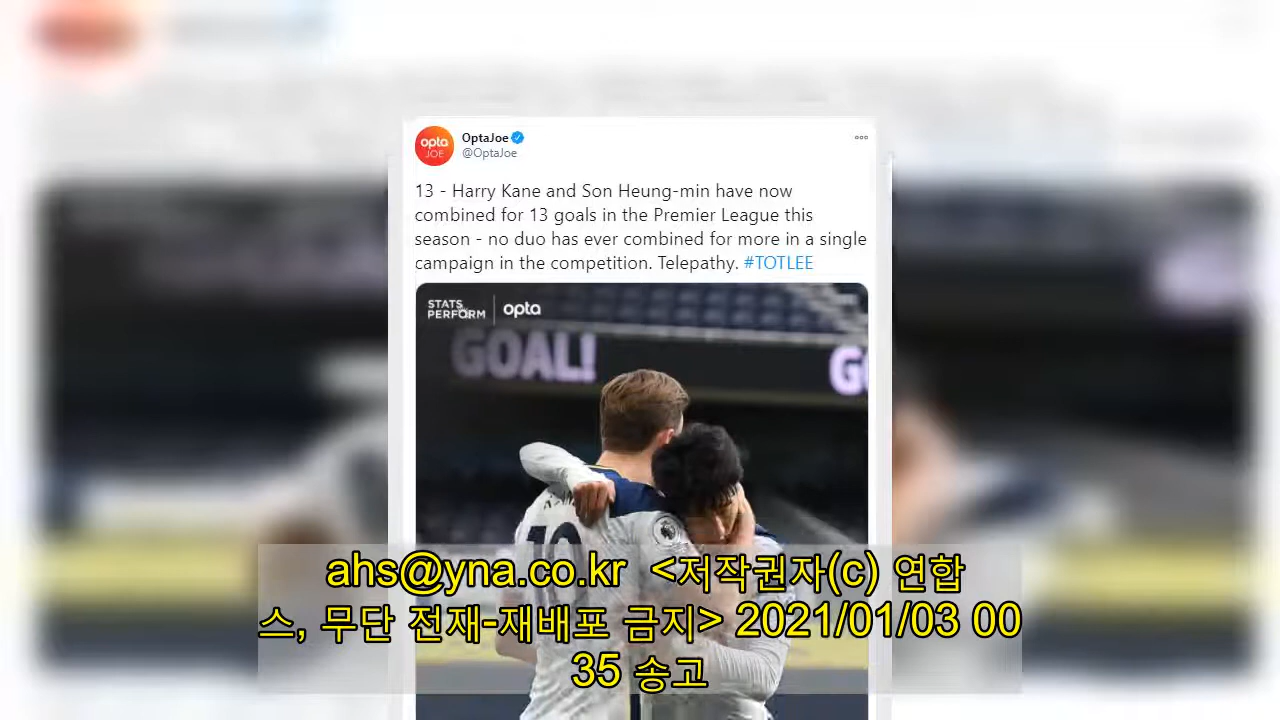 opta
JOE
OptaJoe
@OptaJoe
13 - Harry Kane and Son Heung-min have now
combined for 13 goals in the Premier League this
season - no duo has ever combined for more in a single
campaign in the competition. Telepathy. #TOTLEE
STATS
PERFORM opta
GOAL!
10
ahs@yna.co.kr <저작권자(c) 연합
스, 무단 전재-재배포 금지> 2021/01/03 00
35 송고